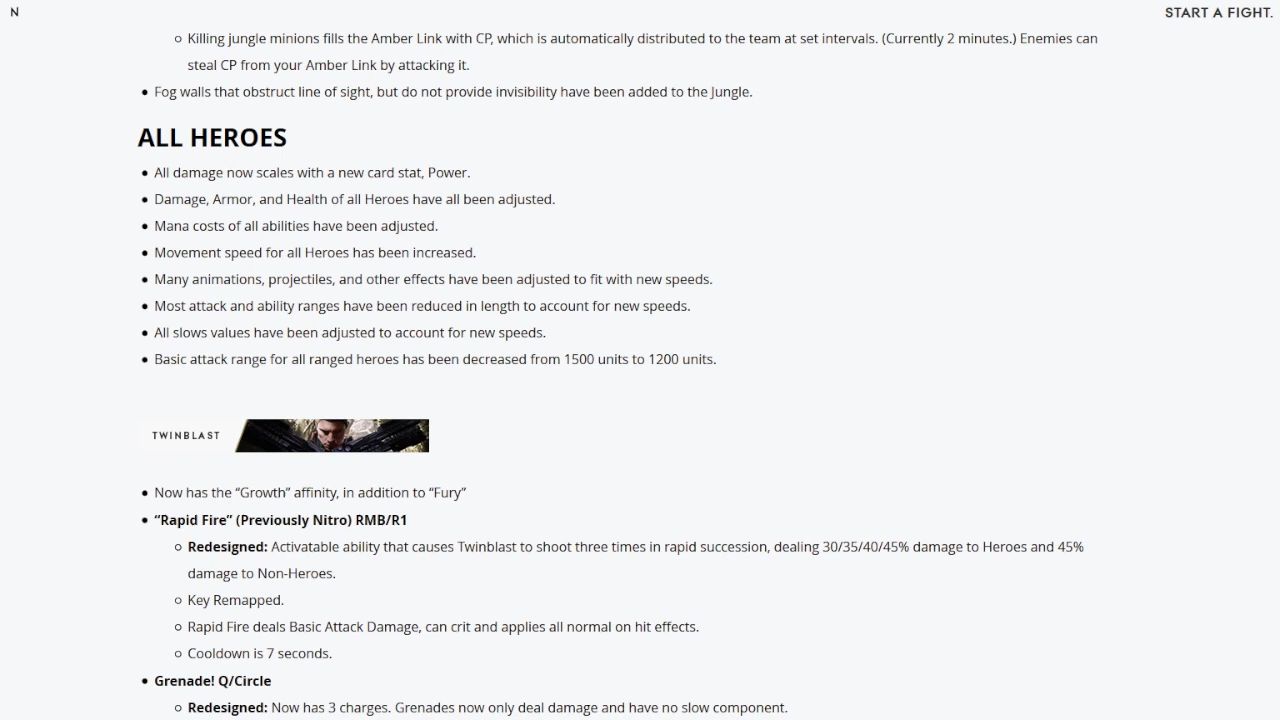 N
START A FIGHT.
Killing jungle minions fills the Amber Link with CP, which is automatically distributed to the team at set intervals. (Currently 2 minutes.) Enemies can
steal CP from your Amber Link by attacking it.
Fog walls that obstruct line of sight, but do not provide invisibility have been added to the Jungle.
ALL HEROES
All damage now scales with a new card stat, Power.
Damage, Armor, and Health of all Heroes have all been adjusted.
Mana costs of all abilities have been adjusted.
Movement speed for all Heroes has been increased.
Many animations, projectiles, and other effects have been adjusted to fit with new speeds.
Most attack and ability ranges have been reduced in length to account for new speeds.
All slows values have been adjusted to account for new speeds.
Basic attack range for all ranged heroes has been decreased from 1500 units to 1200 units.
TWINBLAST
Now has the “Growth” affinity, in addition to “Fury”
“Rapid Fire” (Previously Nitro) RMB/R1
Redesigned: Activatable ability that causes Twinblast to shoot three times in rapid succession, dealing 30/35/40/45% damage to Heroes and 45%
damage to Non-Heroes.
Key Remapped.
Rapid Fire deals Basic Attack Damage, can crit and applies all normal on hit effects.
Cooldown is 7 seconds.
Grenade! Q/Circle
Redesigned: Now has 3 charges. Grenades now only deal damage and have no slow component.